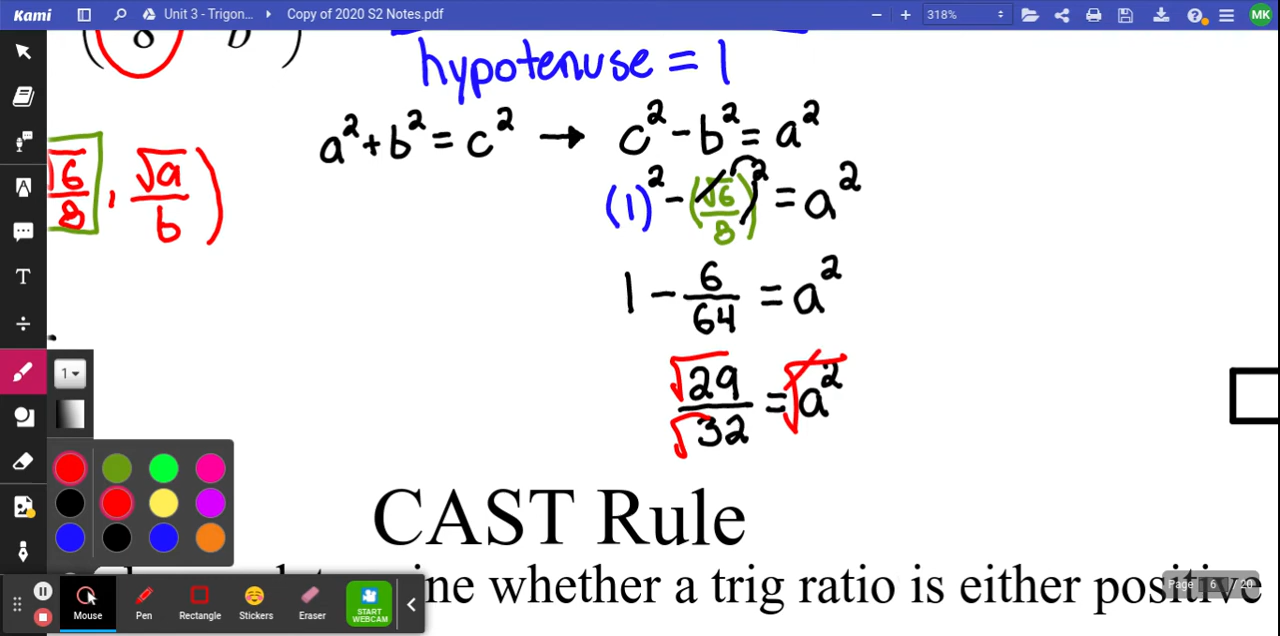 Kami
Unit 3 - Trigon...
Copy of 2020 S2 Notes.pdf
318%
MK
8 b
hypotenuse = 1
a² + b² = c² → c² - b² = a²
(√6/8, √a/b)
(1)² - (√6/8)² = a²
1 - 6/64 = a²
√29/√32 = √a²
1
CAST Rule
ine whether a trig ratio is either positive
Page 6 / 20
Mouse
Pen
Rectangle
Stickers
Eraser
START
WEBCAM